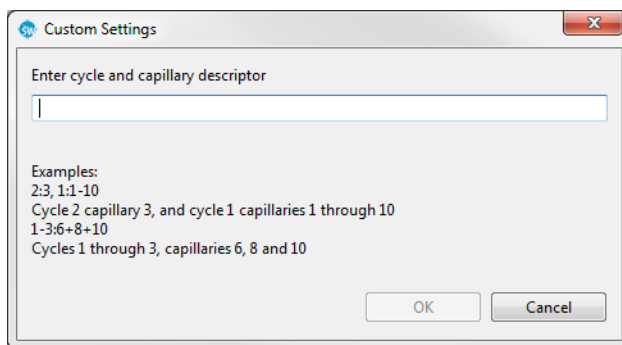 SW Custom Settings
Enter cycle and capillary descriptor
Examples:
2:3, 1:1-10
Cycle 2 capillary 3, and cycle 1 capillaries 1 through 10
1-3:6+8+10
Cycles 1 through 3, capillaries 6, 8 and 10
OK Cancel